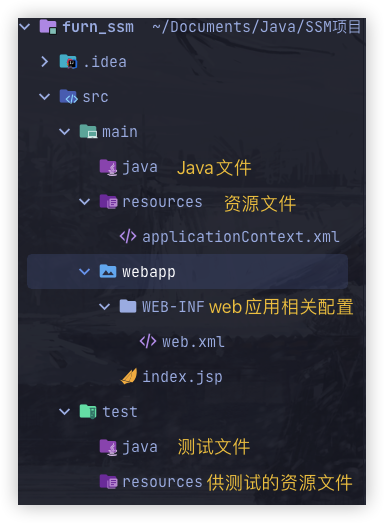 furn_ssm ~/Documents/Java/SSM项目
.idea
src
main
java Java文件
resources 资源文件
applicationContext.xml
webapp
WEB-INF web应用相关配置
web.xml
index.jsp
test
java 测试文件
resources 供测试的资源文件